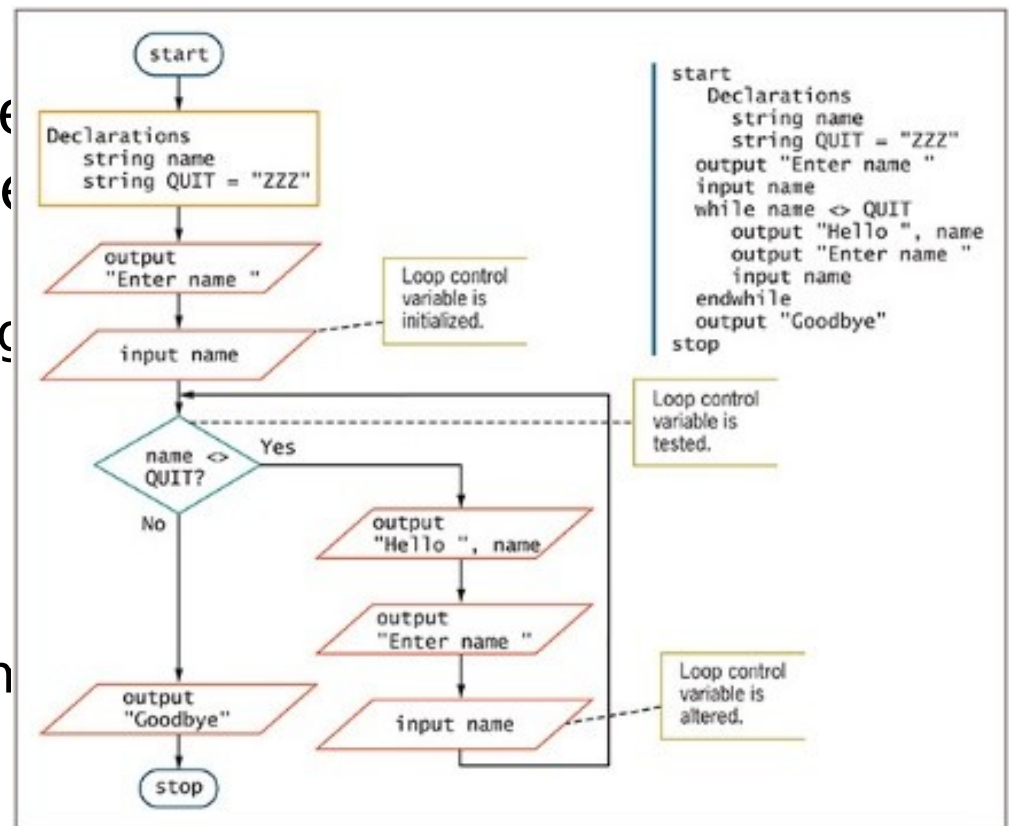 start
Declarations
string name
string QUIT = "ZZZ"
output
"Enter name "
input name
Loop control
variable is
initialized.
name <>
QUIT?
Yes
No
Loop control
variable is
tested.
output
"Hello ", name
output
"Enter name "
input name
Loop control
variable is
altered.
output
"Goodbye"
stop
start
Declarations
string name
string QUIT = "ZZZ"
output "Enter name "
input name
while name <> QUIT
output "Hello ", name
output "Enter name "
input name
endwhile
output "Goodbye"
stop